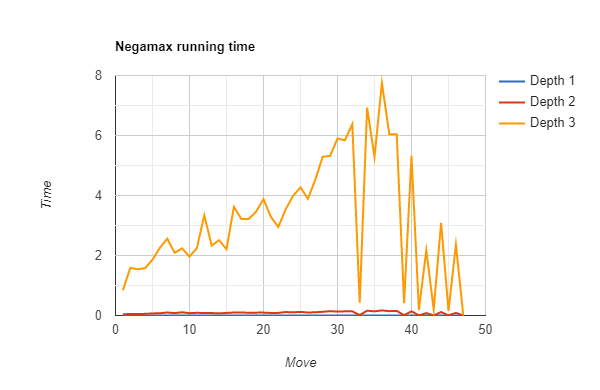 Negamax running time
8
6
4
2
0
Time
0 10 20 30 40 50
Move
Depth 1
Depth 2
Depth 3